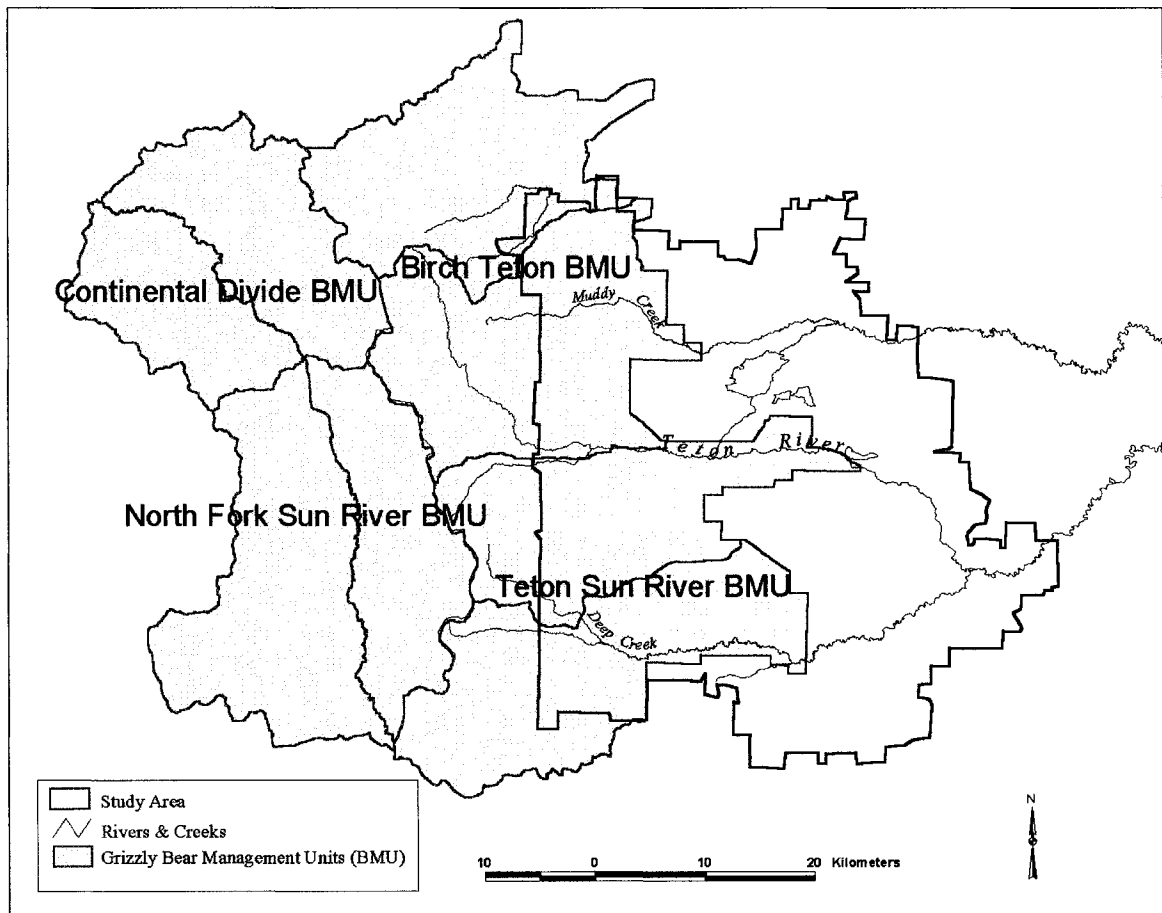 Birch Teton BMU
Continental Divide BMU
Muddy Creek
Teton River
North Fork Sun River BMU
Teton Sun River BMU
Deep Creek
Study Area
Rivers & Creeks
Grizzly Bear Management Units (BMU)
10 0 10 20 Kilometers
N